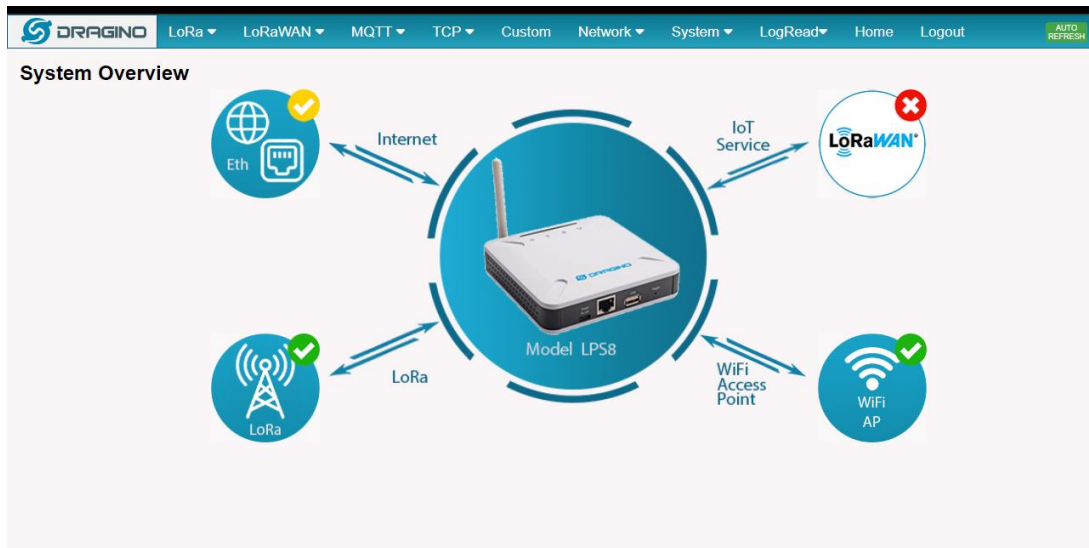 DRAGINO LoRa LoRaWAN MQTT TCP Custom Network System LogRead Home Logout AUTO REFRESH
System Overview
Eth
Internet
IoT
Service
LoRaWAN®
DRAGINO
Model LPS8
LoRa
LoRa
WiFi
Access
Point
WiFi
AP